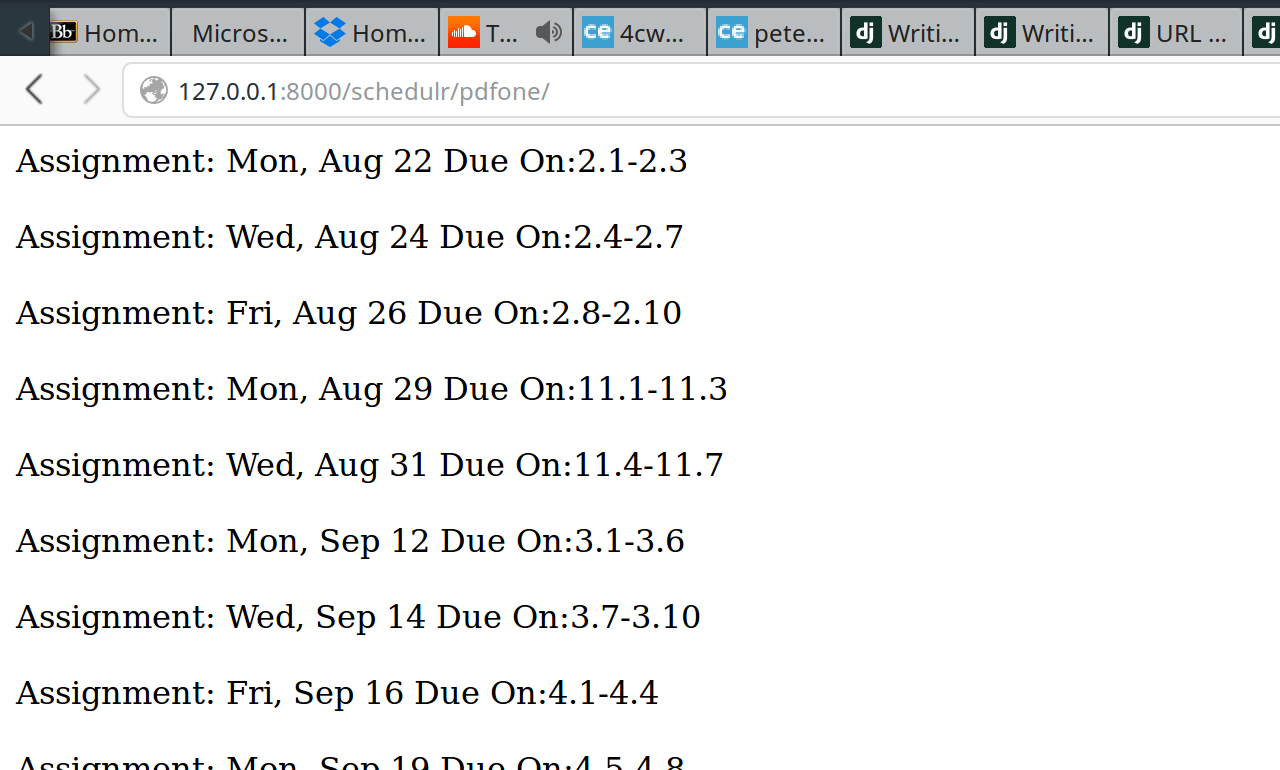 Bb Hom... Micros... Hom... T... ce 4cw... ce pete... dj Writi... dj Writi... dj URL ... dj
127.0.0.1:8000/schedulr/pdfone/
Assignment: Mon, Aug 22 Due On:2.1-2.3
Assignment: Wed, Aug 24 Due On:2.4-2.7
Assignment: Fri, Aug 26 Due On:2.8-2.10
Assignment: Mon, Aug 29 Due On:11.1-11.3
Assignment: Wed, Aug 31 Due On:11.4-11.7
Assignment: Mon, Sep 12 Due On:3.1-3.6
Assignment: Wed, Sep 14 Due On:3.7-3.10
Assignment: Fri, Sep 16 Due On:4.1-4.4
Assignment: Mon, Sep 19 Due On:4.5-4.8